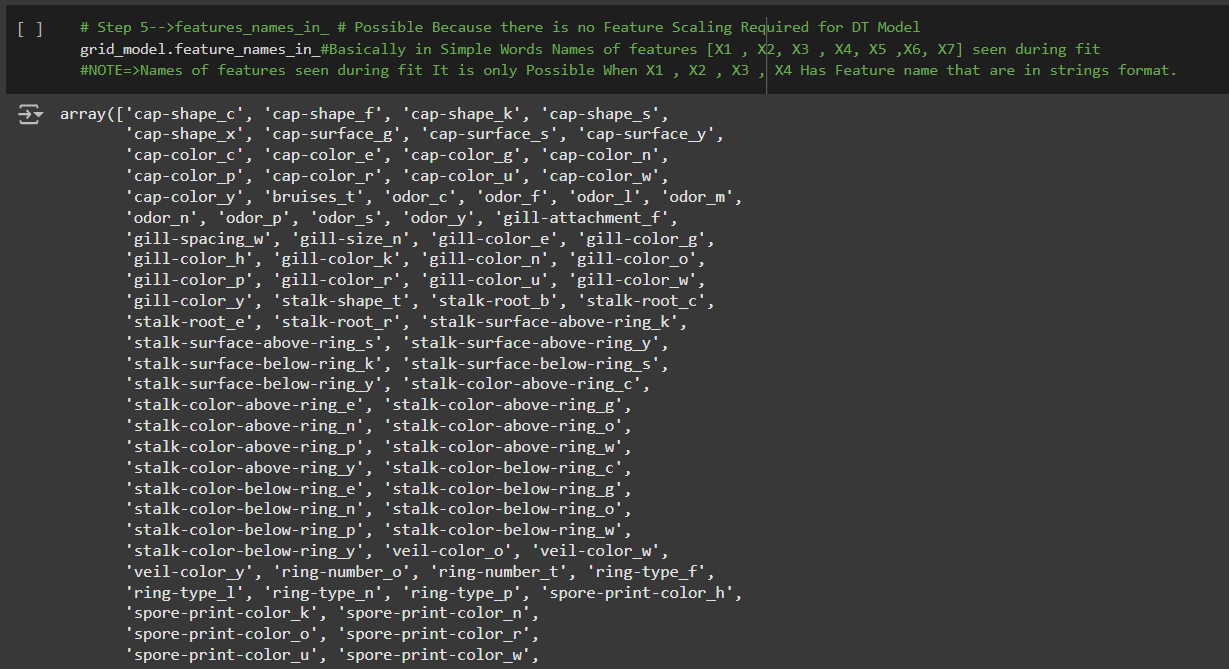 [ ] # Step 5-->features_names_in_ # Possible Because there is no Feature Scaling Required for DT Model
grid_model.feature_names_in_#Basically in Simple Words Names of features [X1 , X2, X3 , X4, X5 ,X6, X7] seen during fit
#NOTE=>Names of features seen during fit It is only Possible When X1 , X2 , X3 , X4 Has Feature name that are in strings format.
array(['cap-shape_c', 'cap-shape_f', 'cap-shape_k', 'cap-shape_s',
'cap-shape_x', 'cap-surface_g', 'cap-surface_s', 'cap-surface_y',
'cap-color_c', 'cap-color_e', 'cap-color_g', 'cap-color_n',
'cap-color_p', 'cap-color_r', 'cap-color_u', 'cap-color_w',
'cap-color_y', 'bruises_t', 'odor_c', 'odor_f', 'odor_l', 'odor_m',
'odor_n', 'odor_p', 'odor_s', 'odor_y', 'gill-attachment_f',
'gill-spacing_w', 'gill-size_n', 'gill-color_e', 'gill-color_g',
'gill-color_h', 'gill-color_k', 'gill-color_n', 'gill-color_o',
'gill-color_p', 'gill-color_r', 'gill-color_u', 'gill-color_w',
'gill-color_y', 'stalk-shape_t', 'stalk-root_b', 'stalk-root_c',
'stalk-root_e', 'stalk-root_r', 'stalk-surface-above-ring_k',
'stalk-surface-above-ring_s', 'stalk-surface-above-ring_y',
'stalk-surface-below-ring_k', 'stalk-surface-below-ring_s',
'stalk-surface-below-ring_y', 'stalk-color-above-ring_c',
'stalk-color-above-ring_e', 'stalk-color-above-ring_g',
'stalk-color-above-ring_n', 'stalk-color-above-ring_o',
'stalk-color-above-ring_p', 'stalk-color-above-ring_w',
'stalk-color-above-ring_y', 'stalk-color-below-ring_c',
'stalk-color-below-ring_e', 'stalk-color-below-ring_g',
'stalk-color-below-ring_n', 'stalk-color-below-ring_o',
'stalk-color-below-ring_p', 'stalk-color-below-ring_w',
'stalk-color-below-ring_y', 'veil-color_o', 'veil-color_w',
'veil-color_y', 'ring-number_o', 'ring-number_t', 'ring-type_f',
'ring-type_l', 'ring-type_n', 'ring-type_p', 'spore-print-color_h',
'spore-print-color_k', 'spore-print-color_n',
'spore-print-color_o', 'spore-print-color_r',
'spore-print-color_u', 'spore-print-color_w',